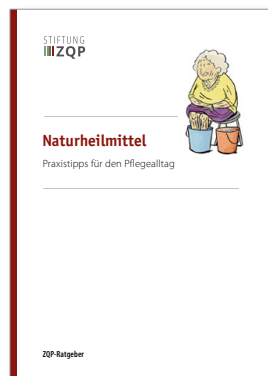 STIFTUNG
ZQP
Naturheilmittel
Praxistipps für den Pflegealltag
ZQP-Ratgeber